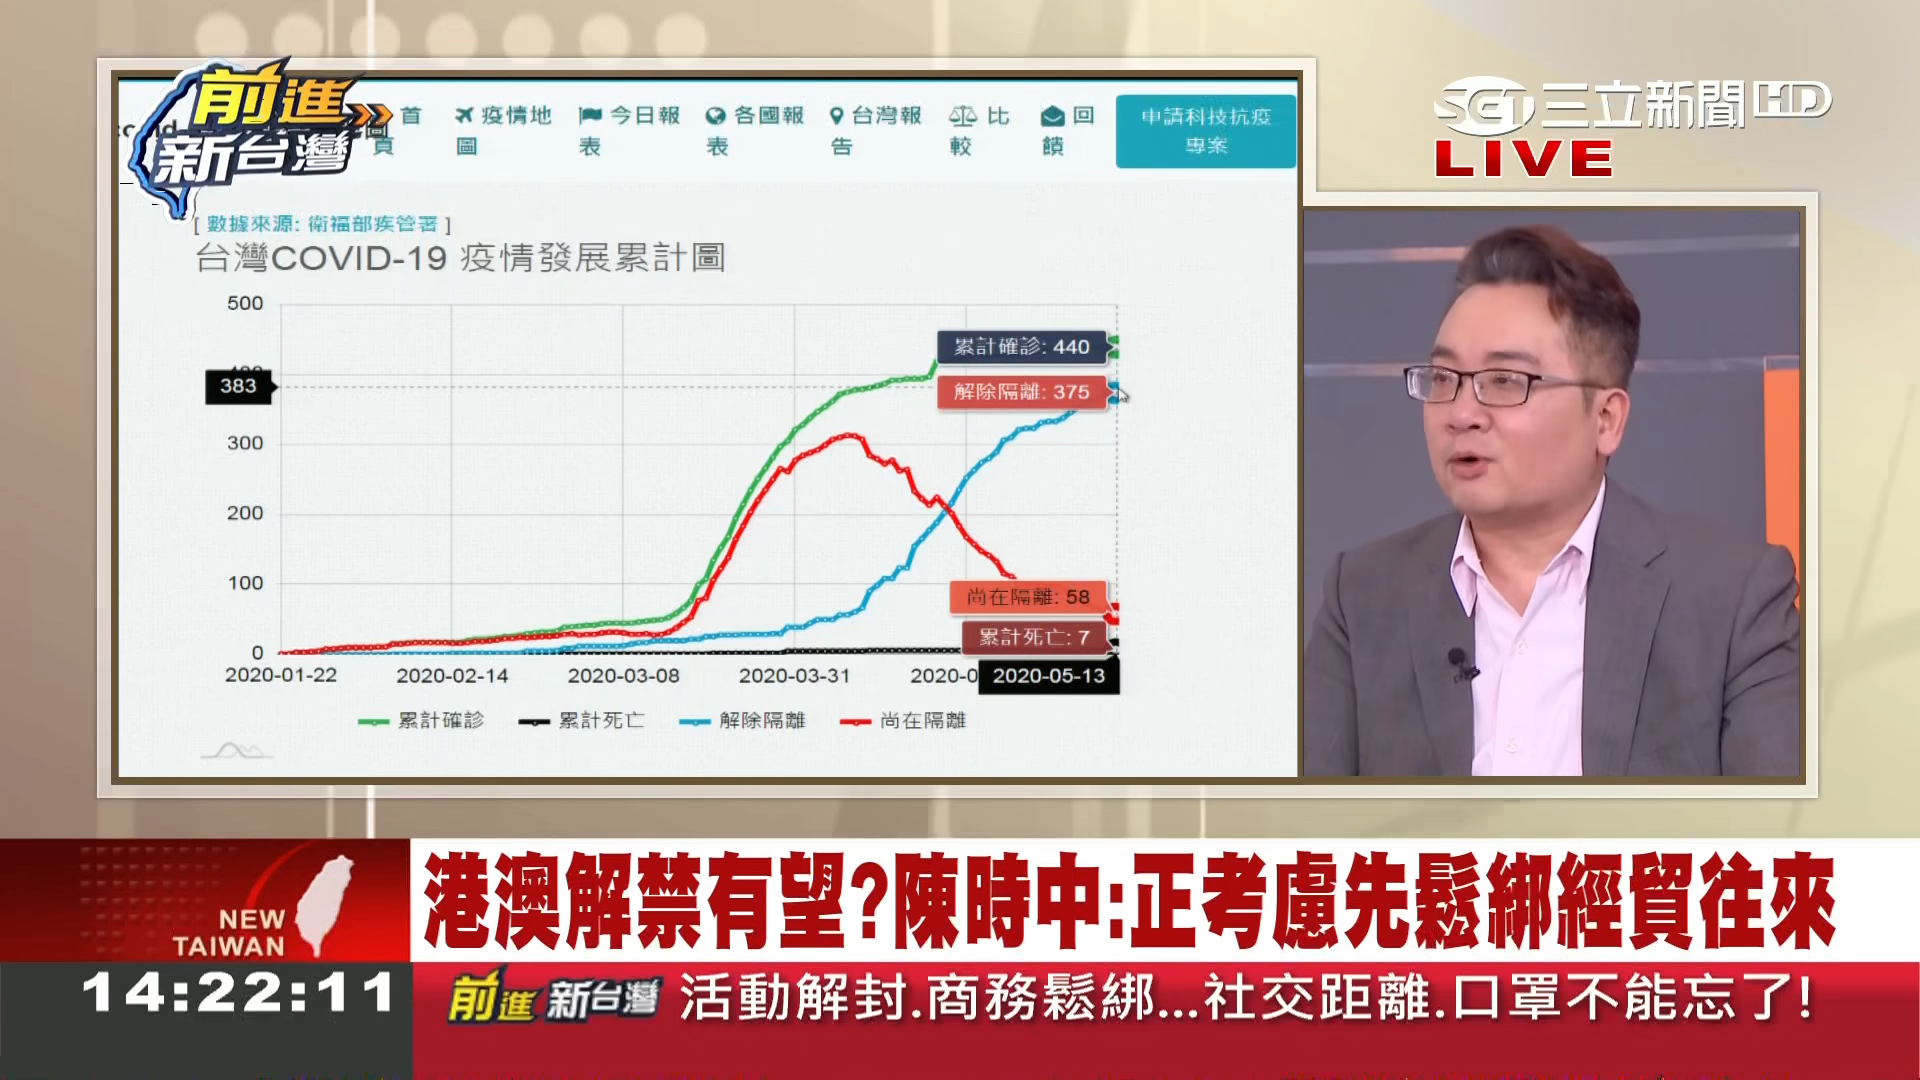 前進
新台灣
covid
首頁
疫情地圖
今日報表
各國報表
台灣報告
比較
回饋
申請科技抗疫
專案
[ 數據來源: 衛福部疾管署 ]
台灣COVID-19 疫情發展累計圖
500
383
300
200
100
0
累計確診: 440
解除隔離: 375
尚在隔離: 58
累計死亡: 7
2020-01-22
2020-02-14
2020-03-08
2020-03-31
2020-0
2020-05-13
累計確診
累計死亡
解除隔離
尚在隔離
SET三立新聞HD
LIVE
NEW
TAIWAN
港澳解禁有望?陳時中:正考慮先鬆綁經貿往來
14:22:11
前進新台灣
活動解封.商務鬆綁...社交距離.口罩不能忘了!